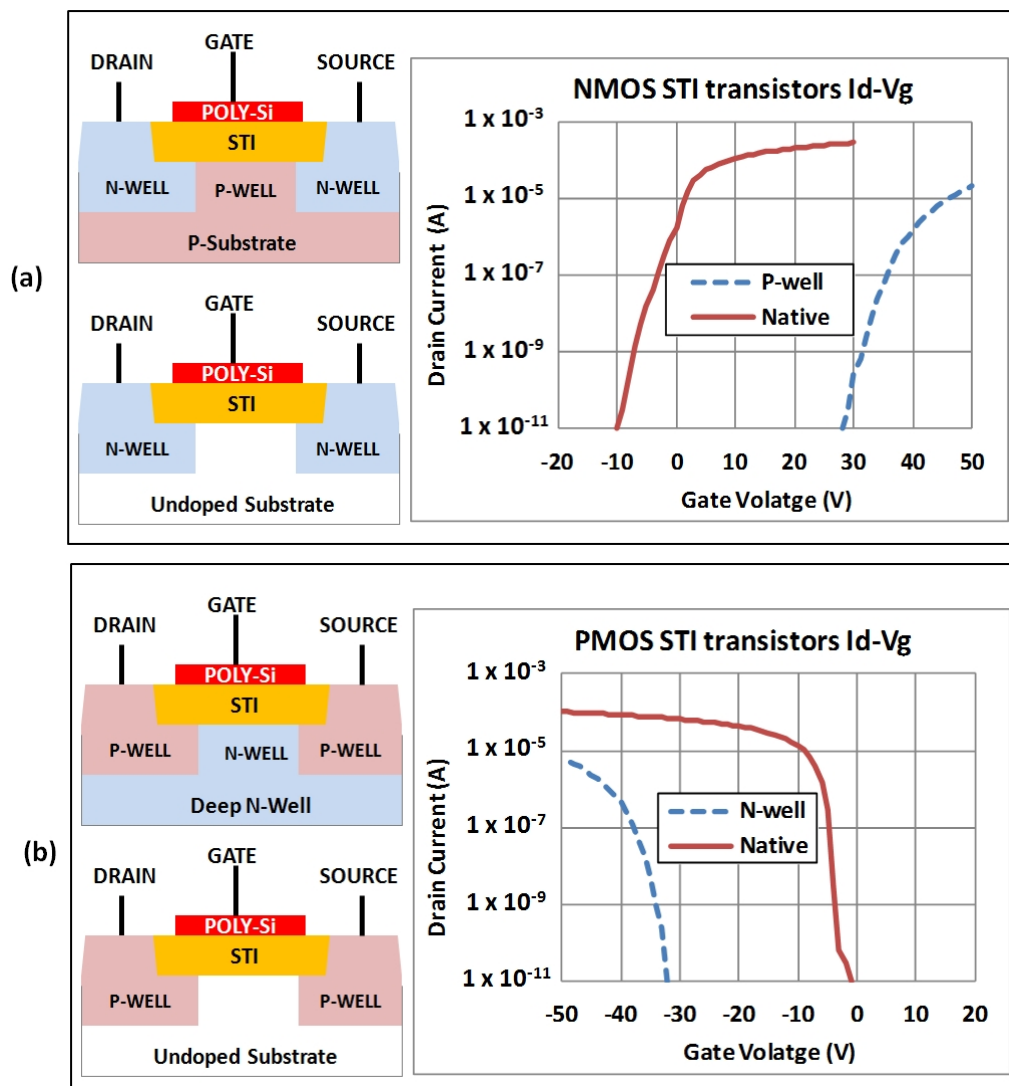 (a)
GATE
DRAIN SOURCE
POLY-Si
STI
N-WELL P-WELL N-WELL
P-Substrate
GATE
DRAIN SOURCE
POLY-Si
STI
N-WELL N-WELL
Undoped Substrate
NMOS STI transistors Id-Vg
Drain Current (A)
1 x 10⁻³
1 x 10⁻⁵
1 x 10⁻⁷
1 x 10⁻⁹
1 x 10⁻¹¹
P-well
Native
-20 -10 0 10 20 30 40 50
Gate Volatge (V)
(b)
GATE
DRAIN SOURCE
POLY-Si
STI
P-WELL N-WELL P-WELL
Deep N-Well
GATE
DRAIN SOURCE
POLY-Si
STI
P-WELL P-WELL
Undoped Substrate
PMOS STI transistors Id-Vg
Drain Current (A)
1 x 10⁻³
1 x 10⁻⁵
1 x 10⁻⁷
1 x 10⁻⁹
1 x 10⁻¹¹
N-well
Native
-50 -40 -30 -20 -10 0 10 20
Gate Volatge (V)